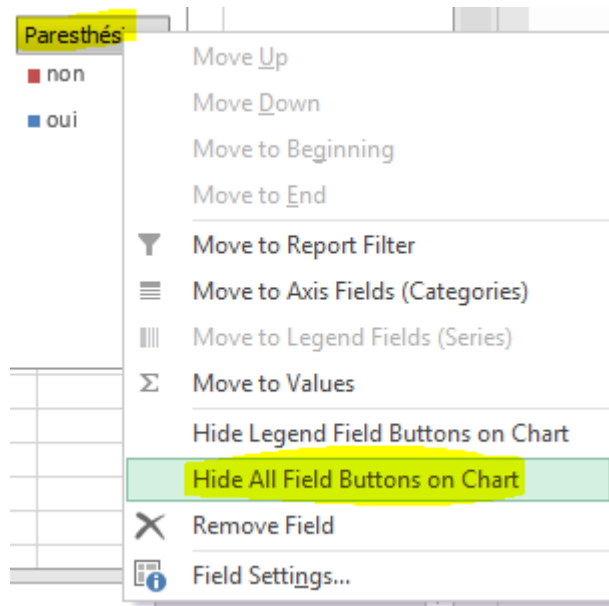 Paresthés
non
oui
Move Up
Move Down
Move to Beginning
Move to End
Move to Report Filter
Move to Axis Fields (Categories)
Move to Legend Fields (Series)
Move to Values
Hide Legend Field Buttons on Chart
Hide All Field Buttons on Chart
Remove Field
Field Settings...